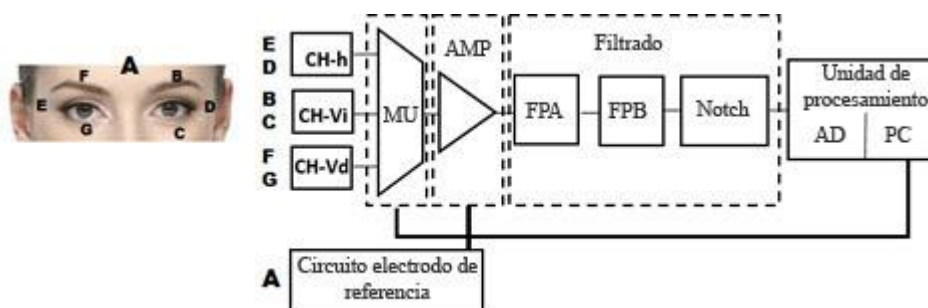 A
F
B
E
D
G
C
E
D
CH-h
B
C
CH-Vi
F
G
CH-Vd
MU
AMP
Filtrado
FPA
FPB
Notch
Unidad de
procesamiento
AD
PC
A
Circuito electrodo de
referencia